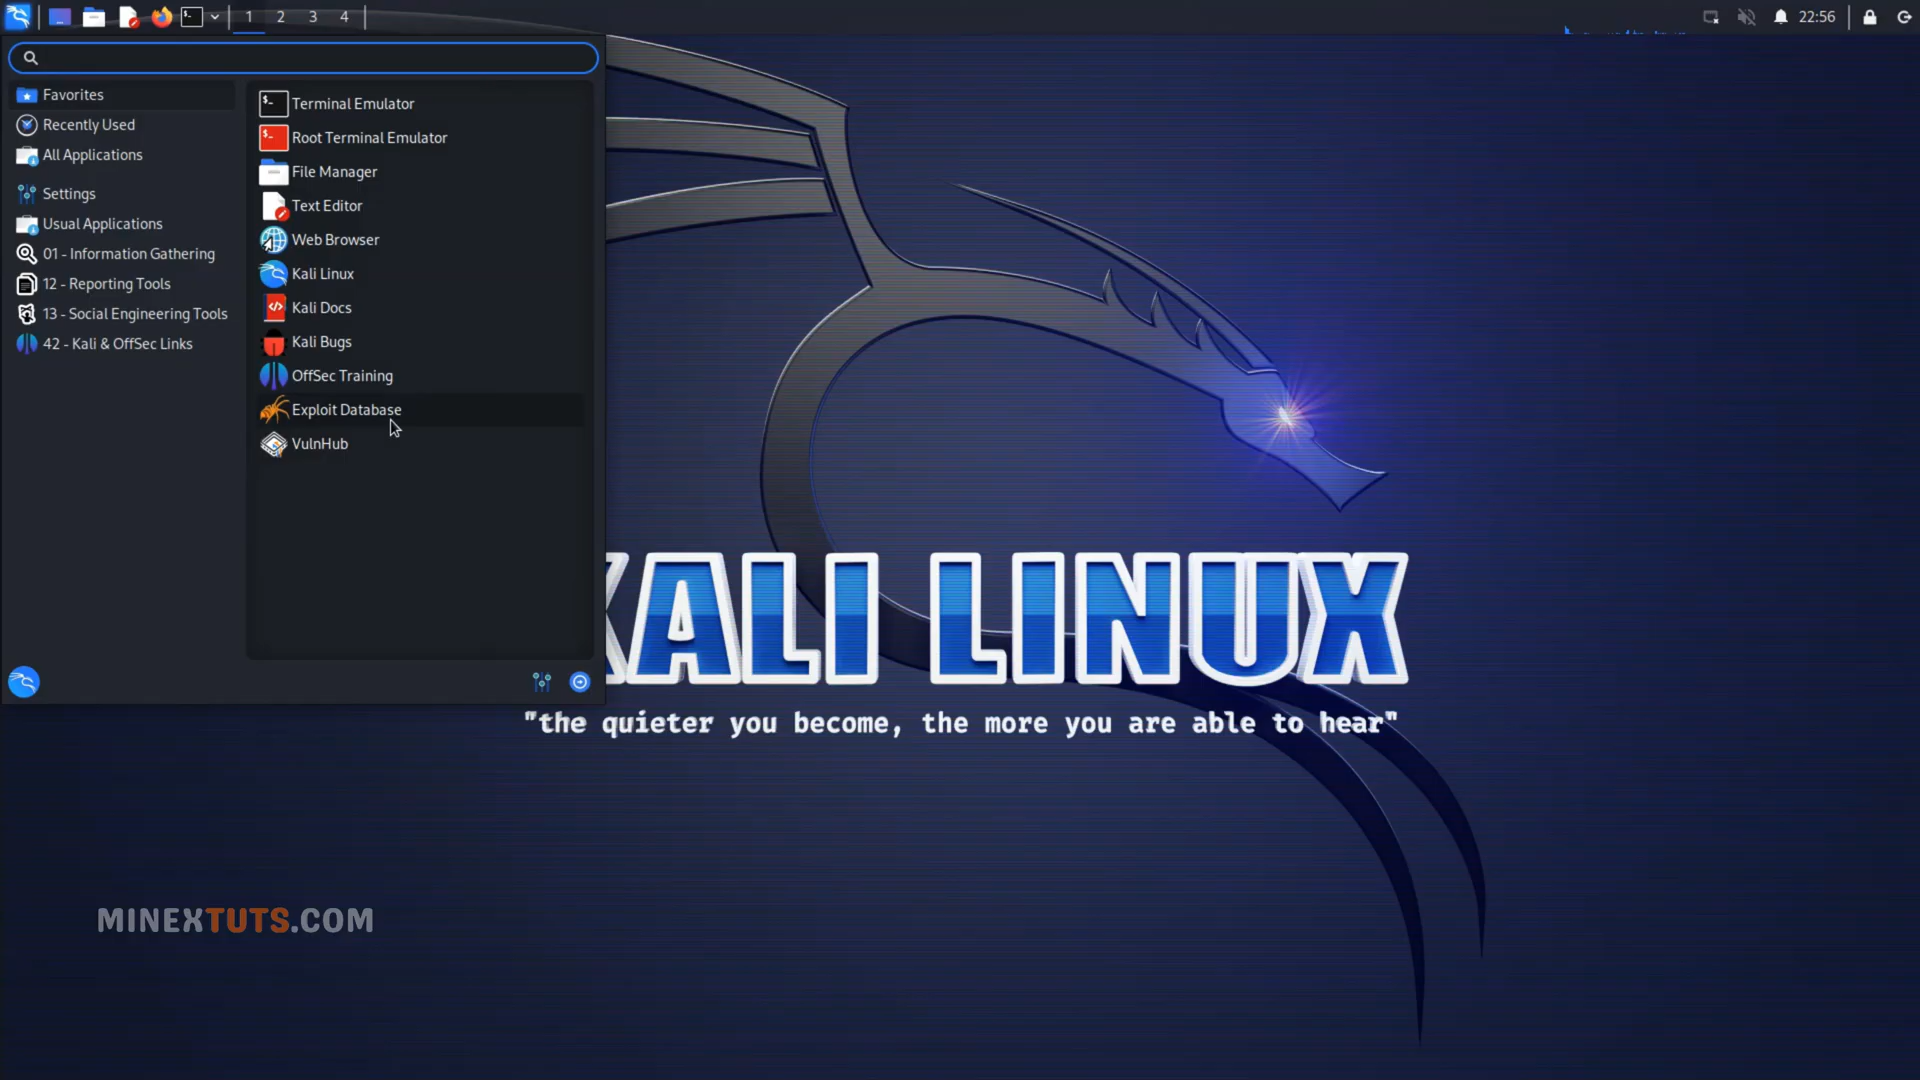 1 2 3 4
22:56
Favorites
Recently Used
All Applications
Settings
Usual Applications
01 - Information Gathering
12 - Reporting Tools
13 - Social Engineering Tools
42 - Kali & OffSec Links
Terminal Emulator
Root Terminal Emulator
File Manager
Text Editor
Web Browser
Kali Linux
Kali Docs
Kali Bugs
OffSec Training
Exploit Database
VulnHub
KALI LINUX
"the quieter you become, the more you are able to hear"
MINEXTUTS.COM